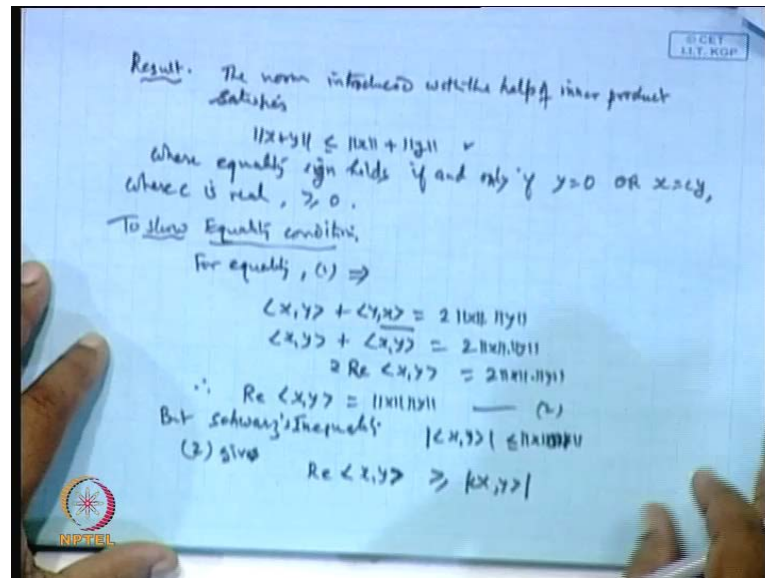 © CET
I.I.T. KGP
Result. The norm introduced with the help of inner product
satisfies
||x+y|| ≤ ||x|| + ||y||
where equality sign holds if and only if y=0 OR x=cy,
where c is real, ≥ 0.
To show Equality condition,
For equality, (1) ⇒
<x,y> + <y,x> = 2 ||x|| ||y||
<x,y> + \overline{<x,y>} = 2||x||.||y||
2 Re <x,y> = 2||x||.||y||
∴ Re <x,y> = ||x|| ||y|| — (2)
But Schwarz's Inequality |<x,y>| ≤ ||x|| ||y||
(2) gives
Re <x,y> ≥ |<x,y>|
NPTEL